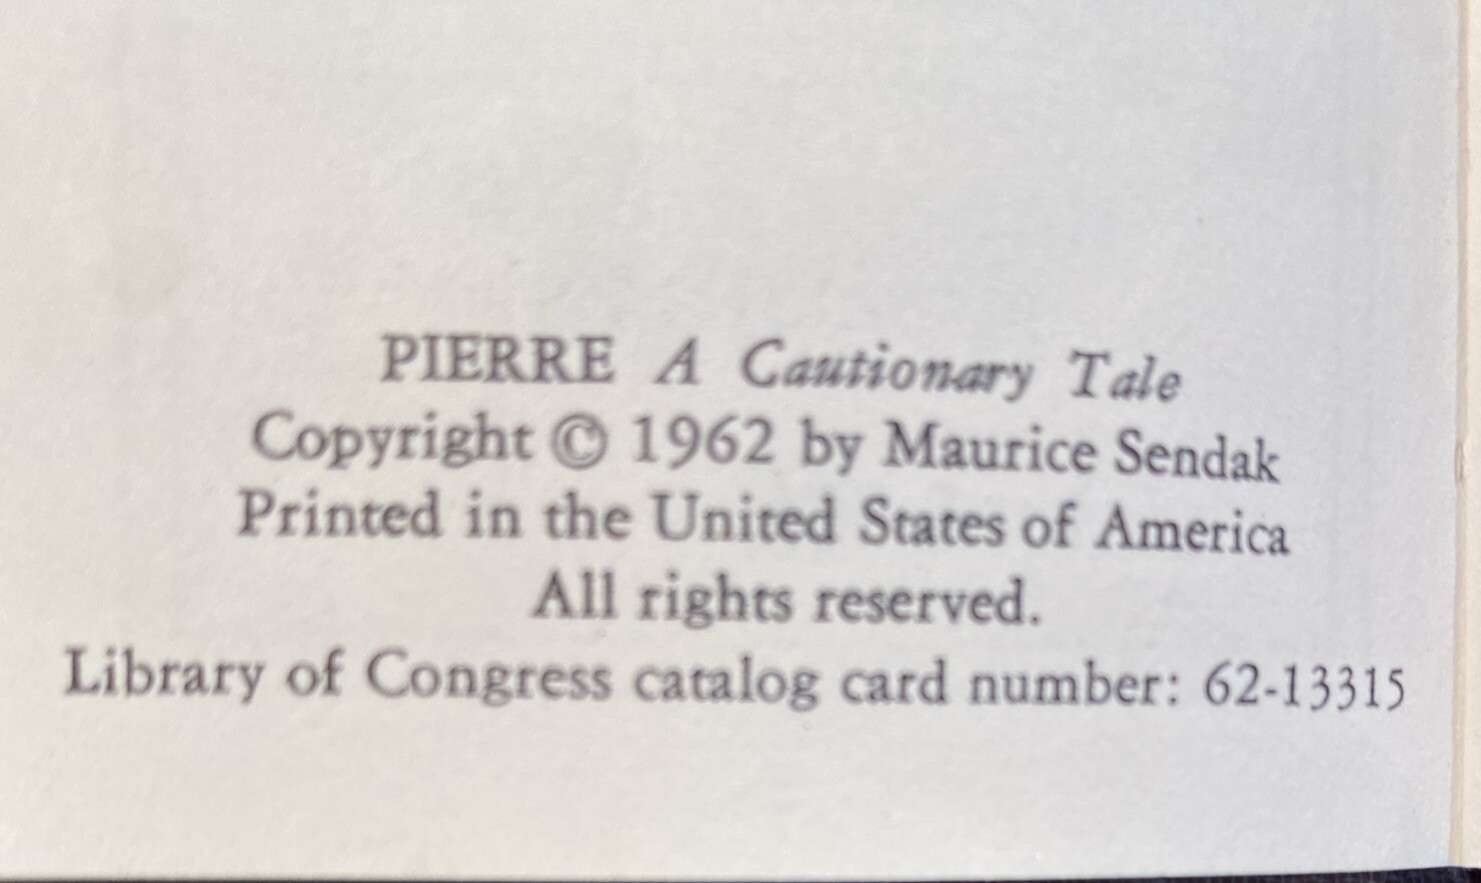 PIERRE A Cautionary Tale
Copyright © 1962 by Maurice Sendak
Printed in the United States of America
All rights reserved.
Library of Congress catalog card number: 62-13315